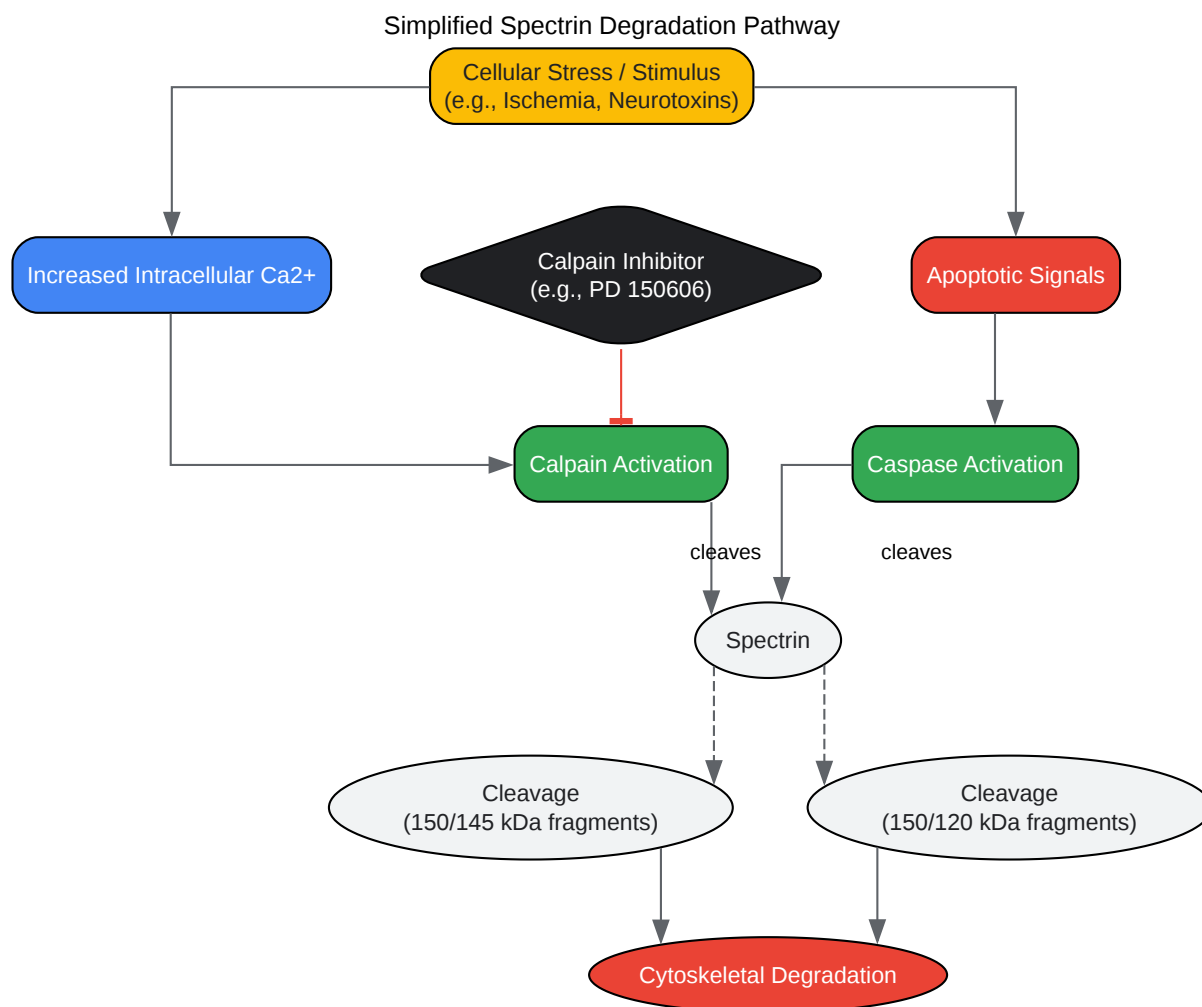 Simplified Spectrin Degradation Pathway
Cellular Stress / Stimulus
(e.g., Ischemia, Neurotoxins)
Increased Intracellular Ca2+
Calpain Inhibitor
(e.g., PD 150606)
Apoptotic Signals
Calpain Activation
Caspase Activation
cleaves
cleaves
Spectrin
Cleavage
(150/145 kDa fragments)
Cleavage
(150/120 kDa fragments)
Cytoskeletal Degradation